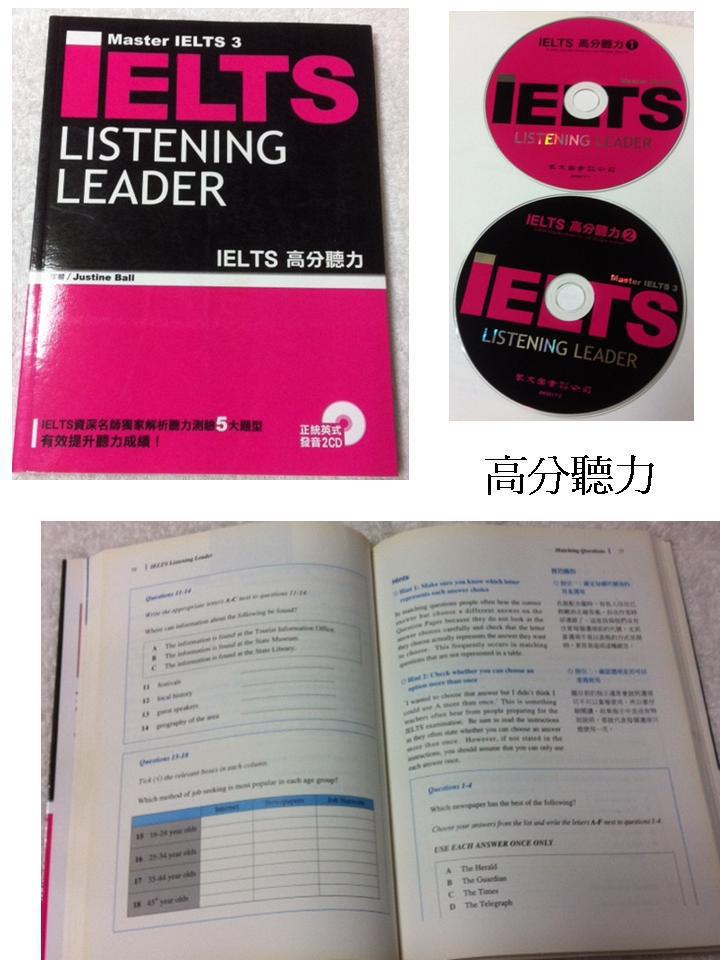 Master IELTS 3
iELTS
LISTENING
LEADER
IELTS 高分聽力
/ Justine Ball
IELTS資深名師獨家解析聽力測驗5大題型
有效提升聽力成績！
正統英式
發音2CD
IELTS 高分聽力1
Master
iELTS
LISTENING LEADER
IELTS 高分聽力2
Master IELTS 3
iELTS
LISTENING LEADER
高分聽力
IELTS Listening Leader
Questions 11-14
Write the appropriate letters A-C next to questions 11-14.
Where can information about the following be found?
A The information is found at the Tourist Information Office.
B The information is found at the State Museum.
C The information is found at the State Library.
11 festivals
12 local history
13 guest speakers
14 geography of the area
Questions 15-18
Tick (√) the relevant boxes in each column.
Which method of job seeking is most popular in each age group?
Internet Newspapers Job Network
15 16-24 year olds
16 25-34 year olds
17 35-44 year olds
18 45+ year olds
Matching Questions
Hints
Hint 1: Make sure you know which letter
represents each answer choice
In matching questions people often hear the correct
answer but choose a different answer on the
Question Paper because they do not look at the
answer choices carefully and check that the letter
they choose actually represents the answer they want
to choose. This frequently occurs in matching
questions that are not represented in a table.
Hint 2: Check whether you can choose an
option more than once
'I wanted to choose that answer but I didn't think I
could use A more than once.' This is something
teachers often hear from people preparing for the
IELTS examination. Be sure to read the instructions
as they often state whether you can choose an answer
more than once. However, if not stated in the
instructions, you should assume that you can only use
each answer once.
Questions 1-4
Which newspaper has the best of the following?
Choose your answers from the list and write the letters A-F next to questions 1-4.
USE EACH ANSWER ONCE ONLY.
A The Herald
B The Guardian
C The Times
D The Telegraph